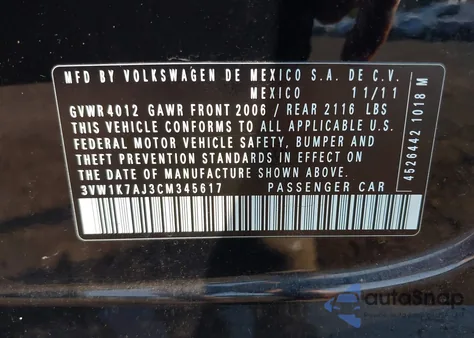 MFD BY VOLKSWAGEN DE MEXICO S.A. DE C.V.
MEXICO 11/11
GVWR 4012 GAWR FRONT 2006 / REAR 2116 LBS
THIS VEHICLE CONFORMS TO ALL APPLICABLE U.S.
FEDERAL MOTOR VEHICLE SAFETY, BUMPER AND
THEFT PREVENTION STANDARDS IN EFFECT ON
THE DATE OF MANUFACTURE SHOWN ABOVE.
3VW1K7AJ3CM345617 PASSENGER CAR
4526442 1018 M
autoSnap